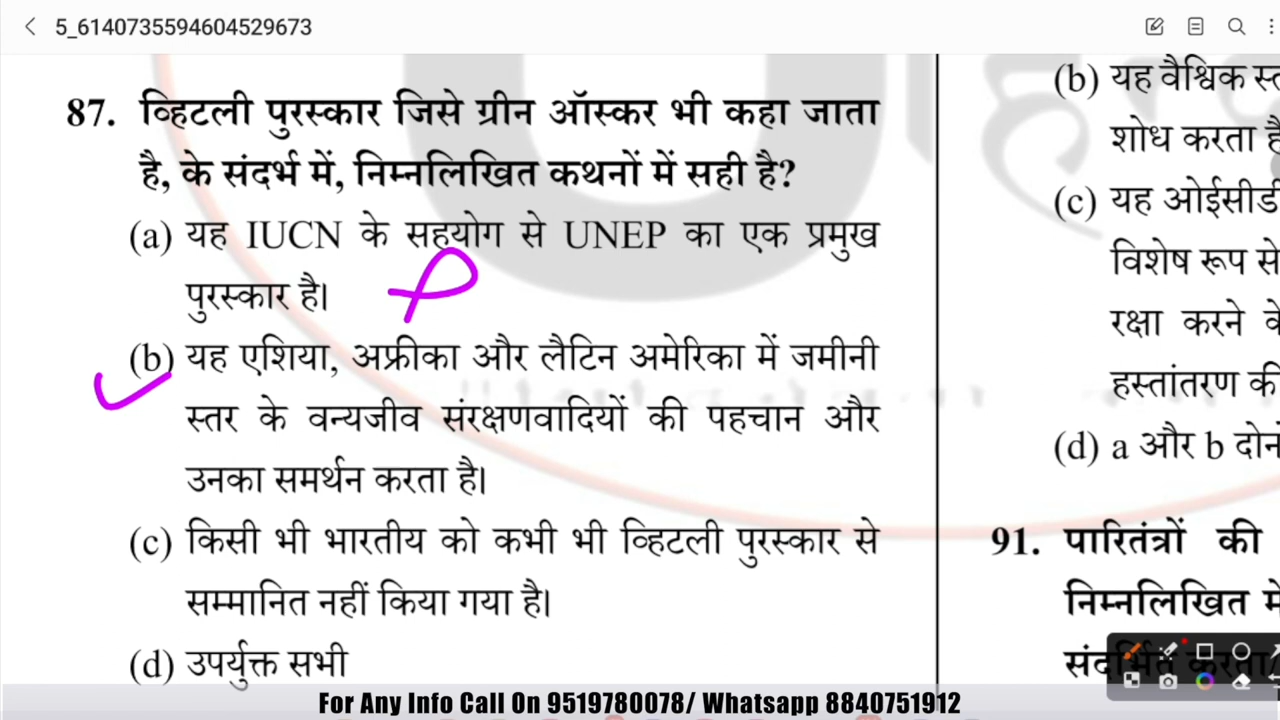 5_6140735594604529673
87. व्हिटली पुरस्कार जिसे ग्रीन ऑस्कर भी कहा जाता
है, के संदर्भ में, निम्नलिखित कथनों में सही है?
(a) यह IUCN के सहयोग से UNEP का एक प्रमुख
पुरस्कार है।
(b) यह एशिया, अफ्रीका और लैटिन अमेरिका में जमीनी
स्तर के वन्यजीव संरक्षणवादियों की पहचान और
उनका समर्थन करता है।
(c) किसी भी भारतीय को कभी भी व्हिटली पुरस्कार से
सम्मानित नहीं किया गया है।
(d) उपर्युक्त सभी
(b) यह वैश्विक
शोध करता है
(c) यह ओईसीडी
विशेष रूप से
रक्षा करने
हस्तांतरण की
(d) a और b दोनों
91. पारितंत्रों की
निम्नलिखित में
संदर्भित करता
For Any Info Call On 9519780078/ Whatsapp 8840751912